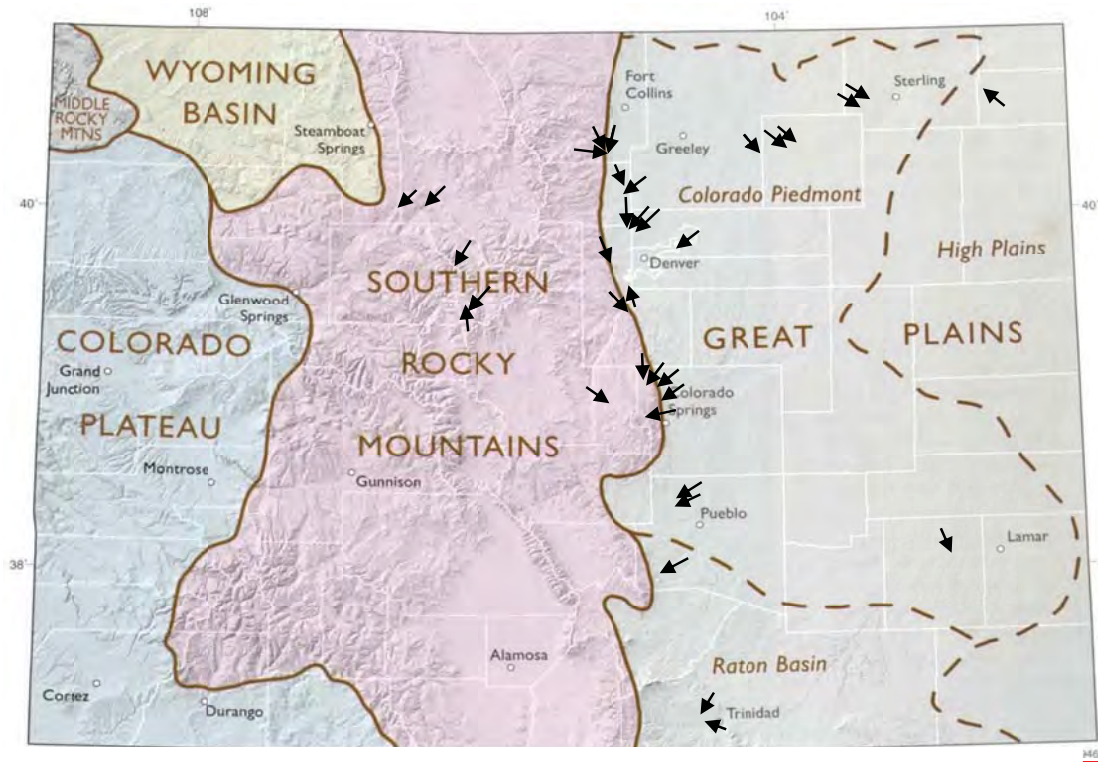 108
104
WYOMING
BASIN
MIDDLE
ROCKY
MTNS
Steamboat
Springs
Fort
Collins
Sterling
Greeley
40
40
Colorado Piedmont
High Plains
Denver
SOUTHERN
Glenwood
Springs
COLORADO
GREAT
PLAINS
ROCKY
Grand
Junction
PLATEAU
Colorado
Springs
MOUNTAINS
Montrose
Gunnison
Pueblo
Lamar
38
Alamosa
Raton Basin
Cortez
Durango
Trinidad